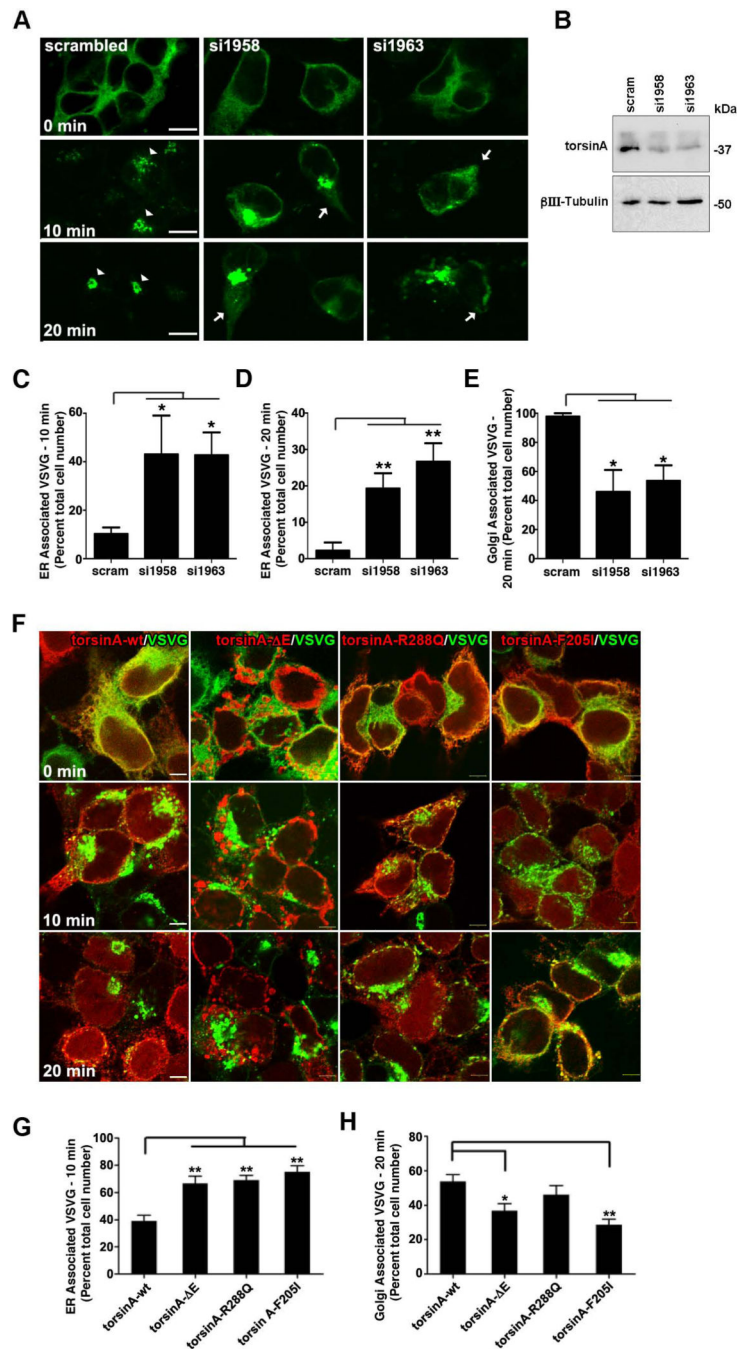 A
scrambled
si1958
si1963
0 min
10 min
20 min
B
scram
si1958
si1963
kDa
torsinA
-37
βIII-Tubulin
-50
C
ER Associated VSVG - 10 min
(Percent total cell number)
60
40
20
0
*
*
scram
si1958
si1963
D
ER Associated VSVG - 20 min
(Percent total cell number)
40
30
20
10
0
**
**
scram
si1958
si1963
E
Golgi Associated VSVG -
20 min (Percent total cell number)
100
80
60
40
20
0
*
*
scram
si1958
si1963
F
torsinA-wt/VSVG
torsinA-ΔE/VSVG
torsinA-R288Q/VSVG
torsinA-F205I/VSVG
0 min
10 min
20 min
G
ER Associated VSVG - 10 min
(Percent total cell number)
100
80
60
40
20
0
**
**
**
torsinA-wt
torsinA-ΔE
torsinA-R288Q
torsin A-F205I
H
Golgi Associated VSVG - 20 min
(Percent total cell number)
80
60
40
20
0
*
**
torsinA-wt
torsinA-ΔE
torsinA-R288Q
torsinA-F205I